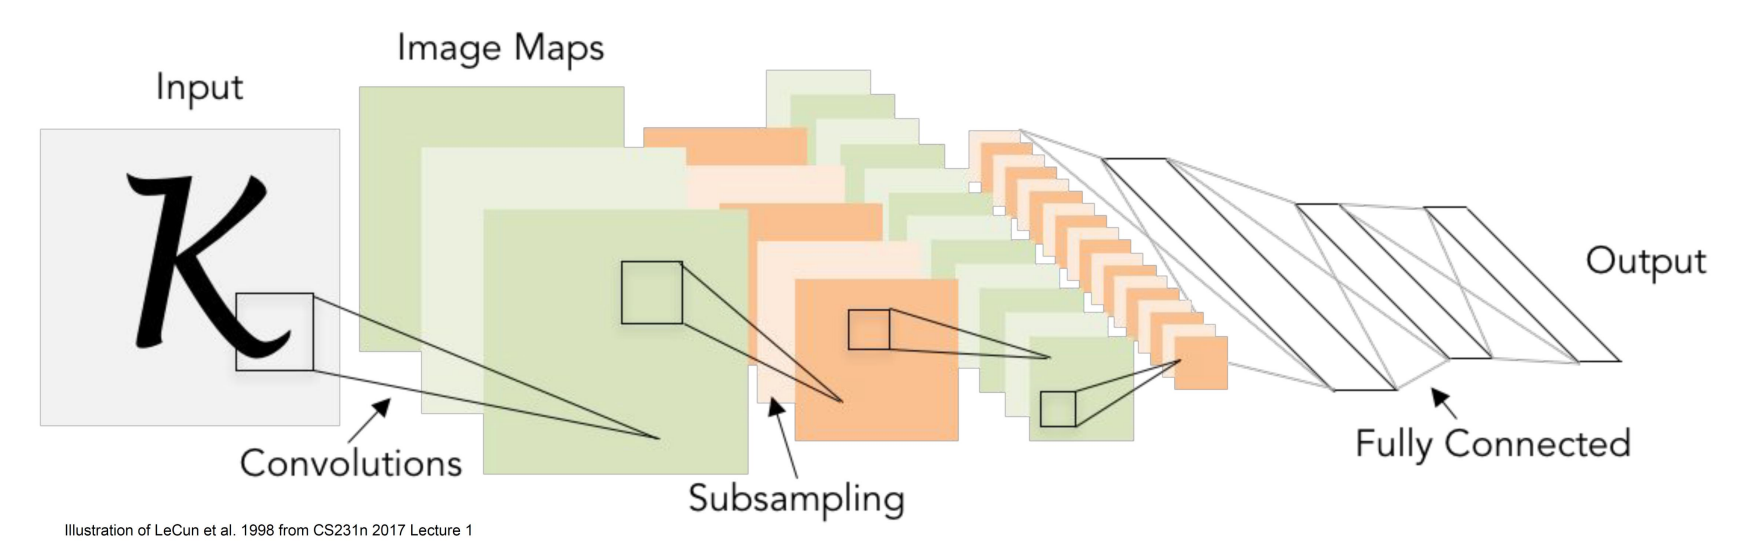 Image Maps
Input
K
Output
Fully Connected
Convolutions
Subsampling
Illustration of LeCun et al. 1998 from CS231n 2017 Lecture 1